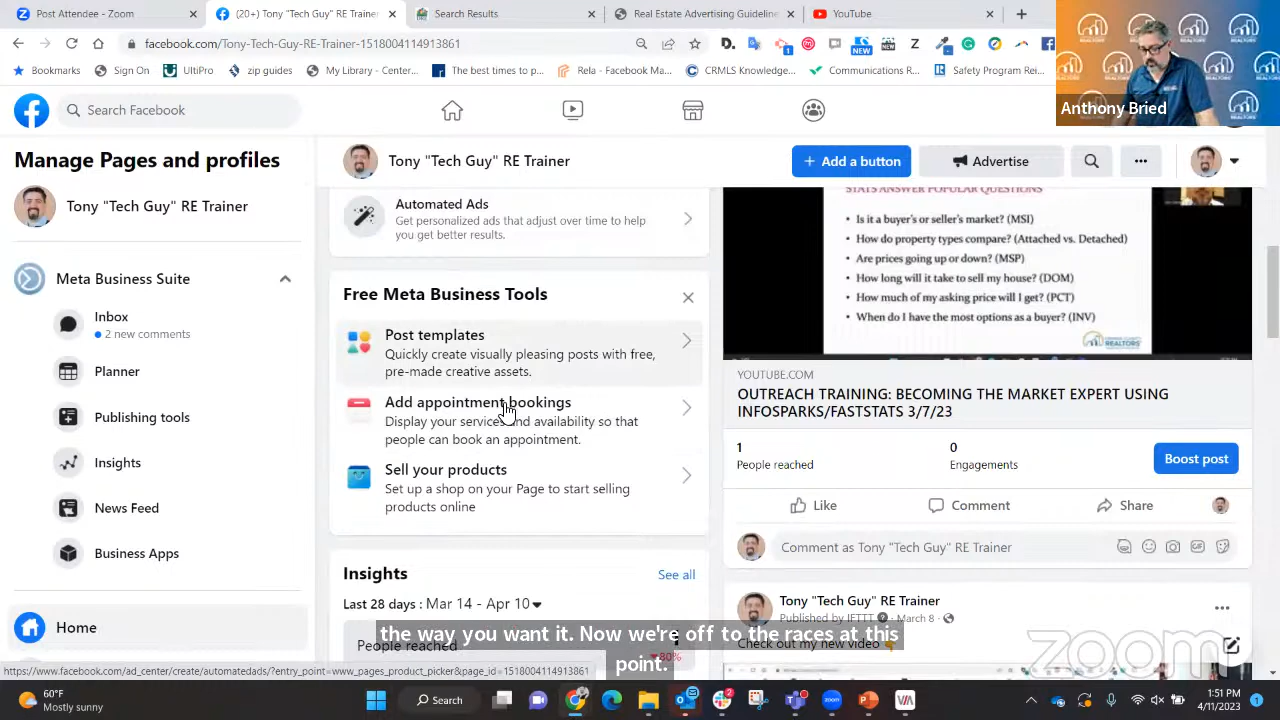 Post Attendee - Zoom
(20+) Tony "Tech Guy" RE Trainer
Search Results
Real Estate Advertising Guideline
YouTube
facebook.com/Tony-Tech-Guy-RE-Trainer-1518004114913861
Bookmarks
Sign On
UltiPro
zip guides
My Library - Center...
The best time to p...
Rela - Facebook Ma...
CRMLS Knowledge...
Communications R...
Safety Program Rei...
NEW
NEW
Anthony Bried
Search Facebook
Manage Pages and profiles
Tony "Tech Guy" RE Trainer
Meta Business Suite
Inbox
2 new comments
Planner
Publishing tools
Insights
News Feed
Business Apps
Home
Tony "Tech Guy" RE Trainer
Add a button
Advertise
Automated Ads
Get personalized ads that adjust over time to help
you get better results.
Free Meta Business Tools
Post templates
Quickly create visually pleasing posts with free,
pre-made creative assets.
Add appointment bookings
Display your services and availability so that
people can book an appointment.
Sell your products
Set up a shop on your Page to start selling
products online
Insights
See all
Last 28 days : Mar 14 - Apr 10
People reached
80%
STATS ANSWER POPULAR QUESTIONS
• Is it a buyer's or seller's market? (MSI)
• How do property types compare? (Attached vs. Detached)
• Are prices going up or down? (MSP)
• How long will it take to sell my house? (DOM)
• How much of my asking price will I get? (PCT)
• When do I have the most options as a buyer? (INV)
REALTORS
YOUTUBE.COM
OUTREACH TRAINING: BECOMING THE MARKET EXPERT USING
INFOSPARKS/FASTSTATS 3/7/23
1
People reached
0
Engagements
Boost post
Like
Comment
Share
Comment as Tony "Tech Guy" RE Trainer
Tony "Tech Guy" RE Trainer
Published by IFTTT
March 8
Check out my new video
the way you want it. Now we're off to the races at this
point.
zoom
https://www.facebook.com/ad_center/create/automatedads/?entry_point=www_pages_product_picker&page_id=1518004114913861
60°F
Mostly sunny
Search
1:51 PM
4/11/2023